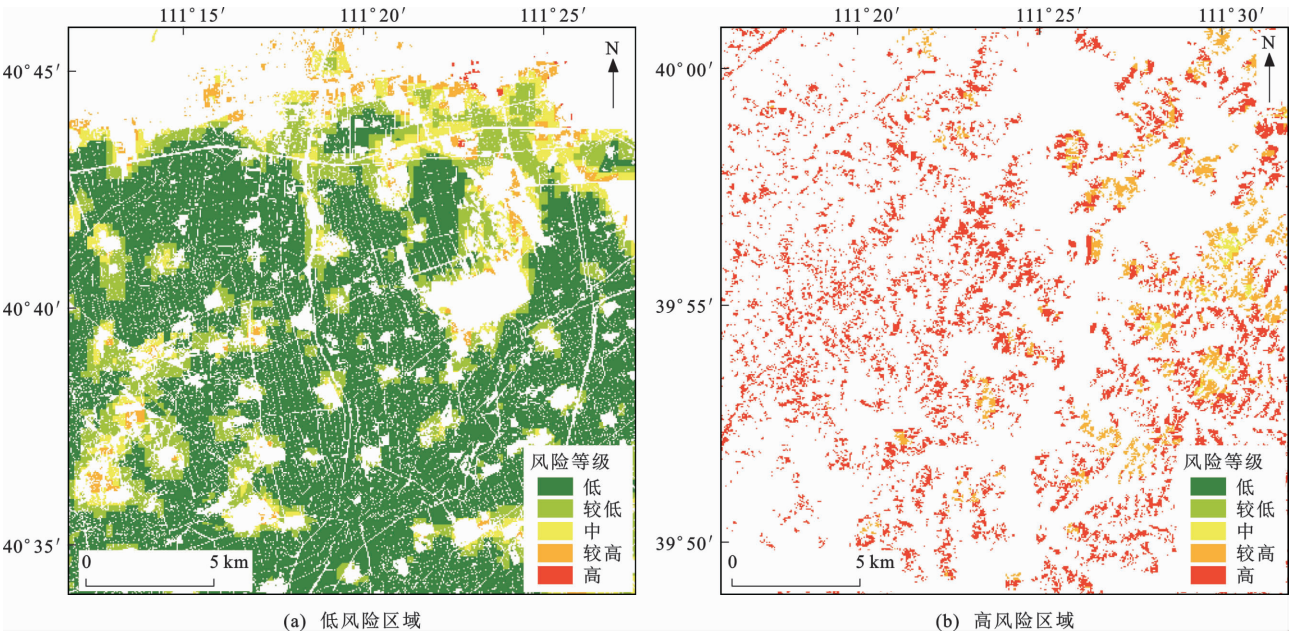 111°15′ 111°20′ 111°25′
40°45′
40°40′
40°35′
N
风险等级
低
较低
中
较高
高
0 5 km
(a) 低风险区域
111°20′ 111°25′ 111°30′
40°00′
39°55′
39°50′
N
风险等级
低
较低
中
较高
高
0 5 km
(b) 高风险区域